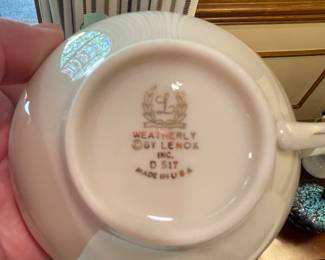 L
WEATHERLY
© BY LENOX
INC.
D 517
MADE IN U S A